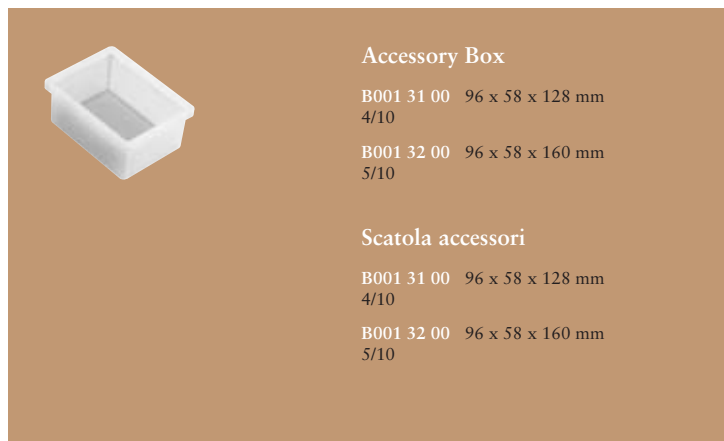 Accessory Box
B001 31 00 96 x 58 x 128 mm
4/10
B001 32 00 96 x 58 x 160 mm
5/10
Scatola accessori
B001 31 00 96 x 58 x 128 mm
4/10
B001 32 00 96 x 58 x 160 mm
5/10